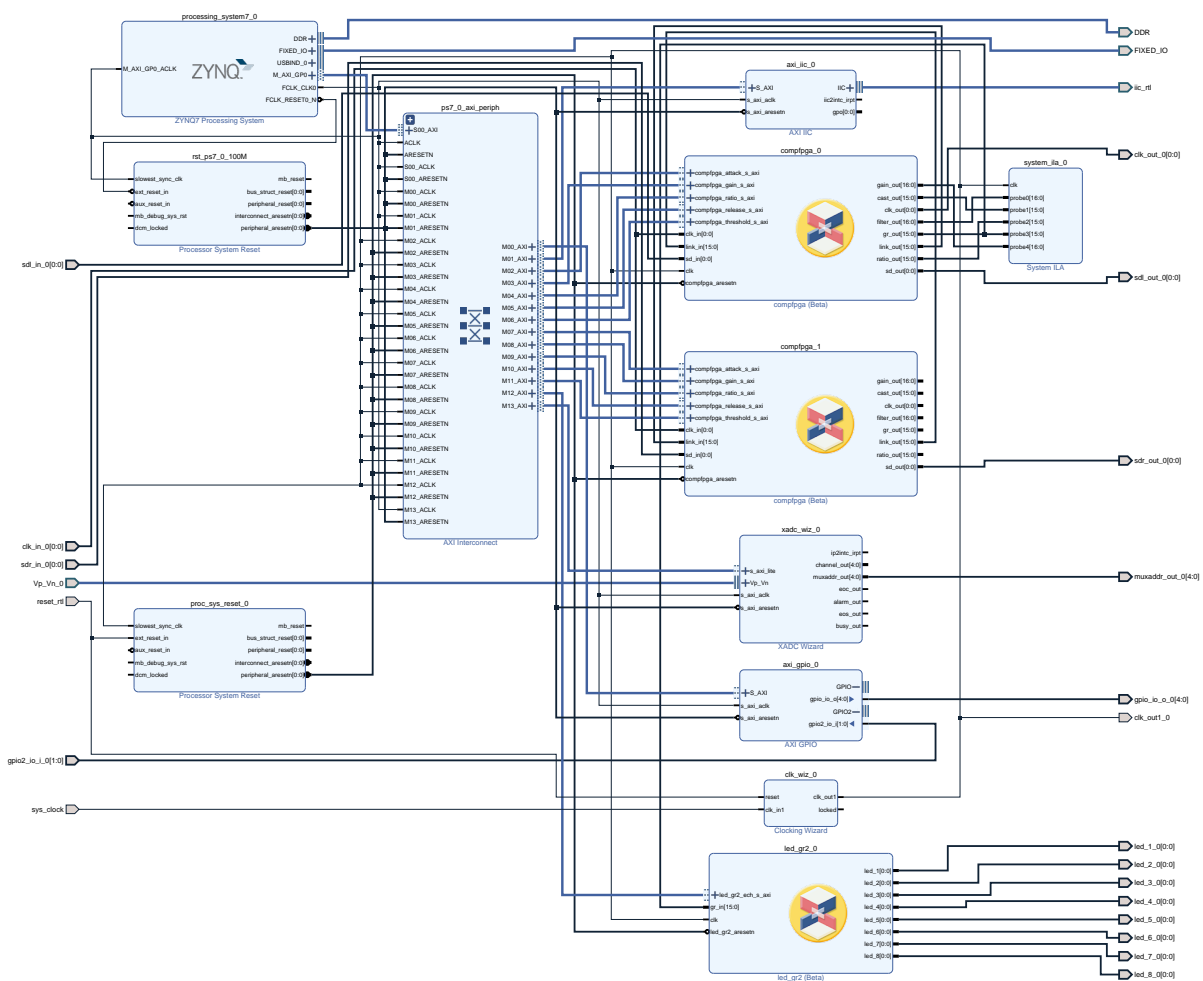 processing_system7_0
DDR
FIXED_IO
USBIND_0
M_AXI_GP0_ACLK
M_AXI_GP0
FCLK_CLK0
FCLK_RESET0_N
ZYNQ.
ZYNQ7 Processing System
rst_ps7_0_100M
slowest_sync_clk
mb_reset
ext_reset_in
bus_struct_reset[0:0]
aux_reset_in
peripheral_reset[0:0]
mb_debug_sys_rst
interconnect_aresetn[0:0]
dcm_locked
peripheral_aresetn[0:0]
Processor System Reset
sdl_in_0[0:0]
clk_in_0[0:0]
sdr_in_0[0:0]
Vp_Vn_0
reset_rtl
proc_sys_reset_0
slowest_sync_clk
mb_reset
ext_reset_in
bus_struct_reset[0:0]
aux_reset_in
peripheral_reset[0:0]
mb_debug_sys_rst
interconnect_aresetn[0:0]
dcm_locked
peripheral_aresetn[0:0]
Processor System Reset
gpio2_io_i_0[1:0]
sys_clock
ps7_0_axi_periph
S00_AXI
ACLK
ARESETN
S00_ACLK
S00_ARESETN
M00_ACLK
M00_ARESETN
M01_ACLK
M01_ARESETN
M02_ACLK
M02_ARESETN
M03_ACLK
M03_ARESETN
M04_ACLK
M04_ARESETN
M05_ACLK
M05_ARESETN
M06_ACLK
M06_ARESETN
M07_ACLK
M07_ARESETN
M08_ACLK
M08_ARESETN
M09_ACLK
M09_ARESETN
M10_ACLK
M10_ARESETN
M11_ACLK
M11_ARESETN
M12_ACLK
M12_ARESETN
M13_ACLK
M13_ARESETN
M00_AXI
M01_AXI
M02_AXI
M03_AXI
M04_AXI
M05_AXI
M06_AXI
M07_AXI
M08_AXI
M09_AXI
M10_AXI
M11_AXI
M12_AXI
M13_AXI
AXI Interconnect
axi_iic_0
S_AXI
IIC
s_axi_aclk
iic2intc_irpt
s_axi_aresetn
gpo[0:0]
AXI IIC
compfpga_0
compfpga_attack_s_axi
compfpga_gain_s_axi
compfpga_ratio_s_axi
compfpga_release_s_axi
compfpga_threshold_s_axi
clk_in[0:0]
link_in[15:0]
sd_in[0:0]
clk
compfpga_aresetn
gain_out[16:0]
cast_out[15:0]
clk_out[0:0]
filter_out[16:0]
gr_out[15:0]
link_out[15:0]
ratio_out[15:0]
sd_out[0:0]
compfpga (Beta)
system_ila_0
clk
probe0[16:0]
probe1[15:0]
probe2[15:0]
probe3[15:0]
probe4[16:0]
System ILA
compfpga_1
compfpga_attack_s_axi
compfpga_gain_s_axi
compfpga_ratio_s_axi
compfpga_release_s_axi
compfpga_threshold_s_axi
clk_in[0:0]
link_in[15:0]
sd_in[0:0]
clk
compfpga_aresetn
gain_out[16:0]
cast_out[15:0]
clk_out[0:0]
filter_out[16:0]
gr_out[15:0]
link_out[15:0]
ratio_out[15:0]
sd_out[0:0]
compfpga (Beta)
xadc_wiz_0
s_axi_lite
Vp_Vn
s_axi_aclk
s_axi_aresetn
ip2intc_irpt
channel_out[4:0]
muxaddr_out[4:0]
eoc_out
alarm_out
eos_out
busy_out
XADC Wizard
axi_gpio_0
S_AXI
s_axi_aclk
s_axi_aresetn
GPIO
gpio_io_o[4:0]
GPIO2
gpio2_io_i[1:0]
AXI GPIO
clk_wiz_0
reset
clk_out1
clk_in1
locked
Clocking Wizard
led_gr2_0
led_gr2_ech_s_axi
gr_in[15:0]
clk
led_gr2_aresetn
led_1[0:0]
led_2[0:0]
led_3[0:0]
led_4[0:0]
led_5[0:0]
led_6[0:0]
led_7[0:0]
led_8[0:0]
led_gr2 (Beta)
DDR
FIXED_IO
iic_rtl
clk_out_0[0:0]
sdl_out_0[0:0]
sdr_out_0[0:0]
muxaddr_out_0[4:0]
gpio_io_o_0[4:0]
clk_out1_0
led_1_0[0:0]
led_2_0[0:0]
led_3_0[0:0]
led_4_0[0:0]
led_5_0[0:0]
led_6_0[0:0]
led_7_0[0:0]
led_8_0[0:0]